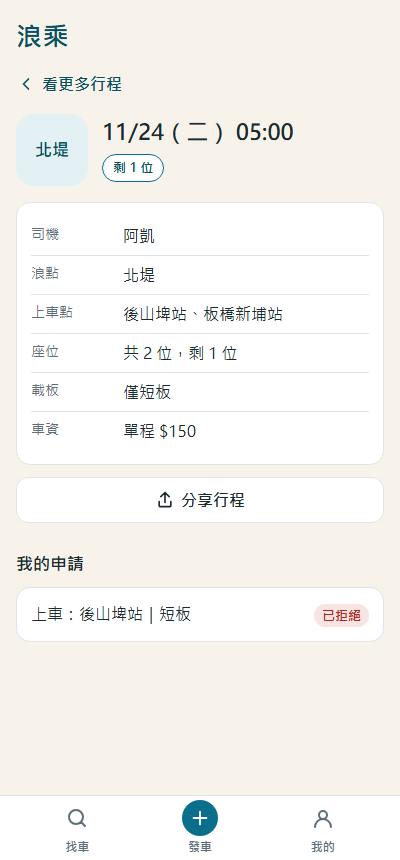 浪乘
看更多行程
北堤
11/24（二）05:00
剩 1 位
司機 阿凱
浪點 北堤
上車點 後山埤站、板橋新埔站
座位 共 2 位，剩 1 位
載板 僅短板
車資 單程 $150
分享行程
我的申請
上車：後山埤站｜短板 已拒絕
找車 發車 我的